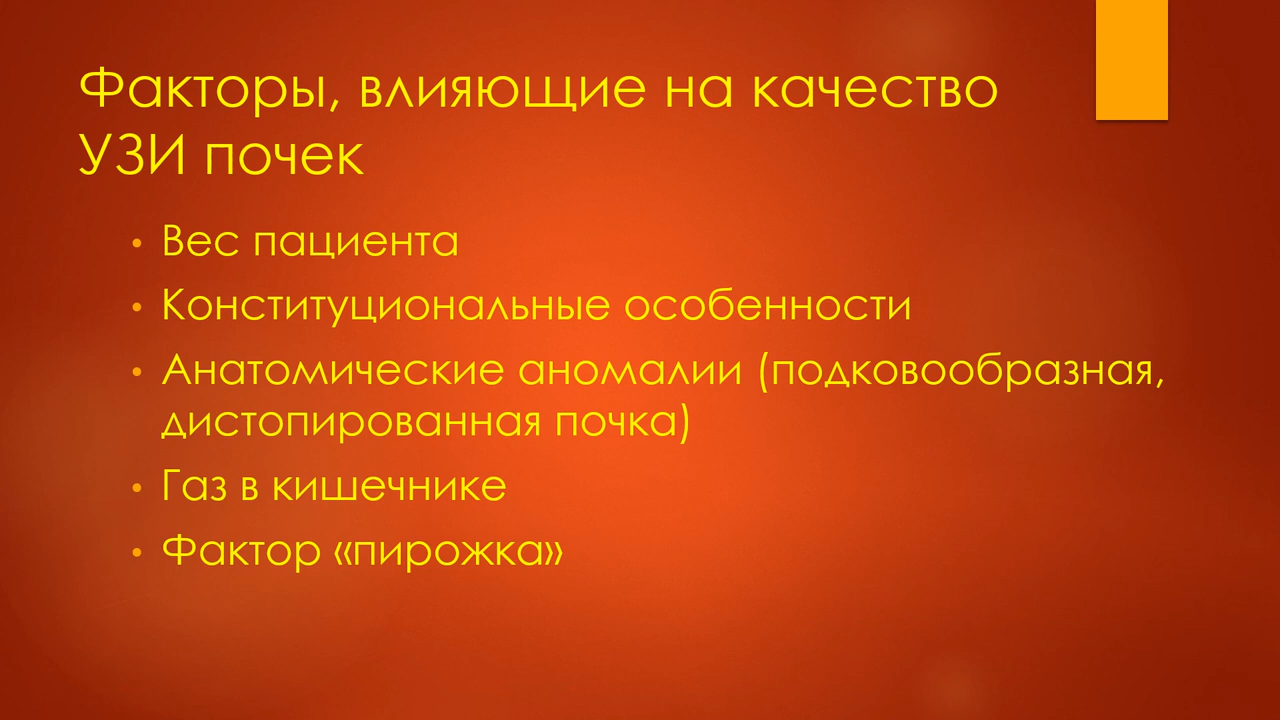 Факторы, влияющие на качество
УЗИ почек
• Вес пациента
• Конституциональные особенности
• Анатомические аномалии (подковообразная,
дистопированная почка)
• Газ в кишечнике
• Фактор «пирожка»